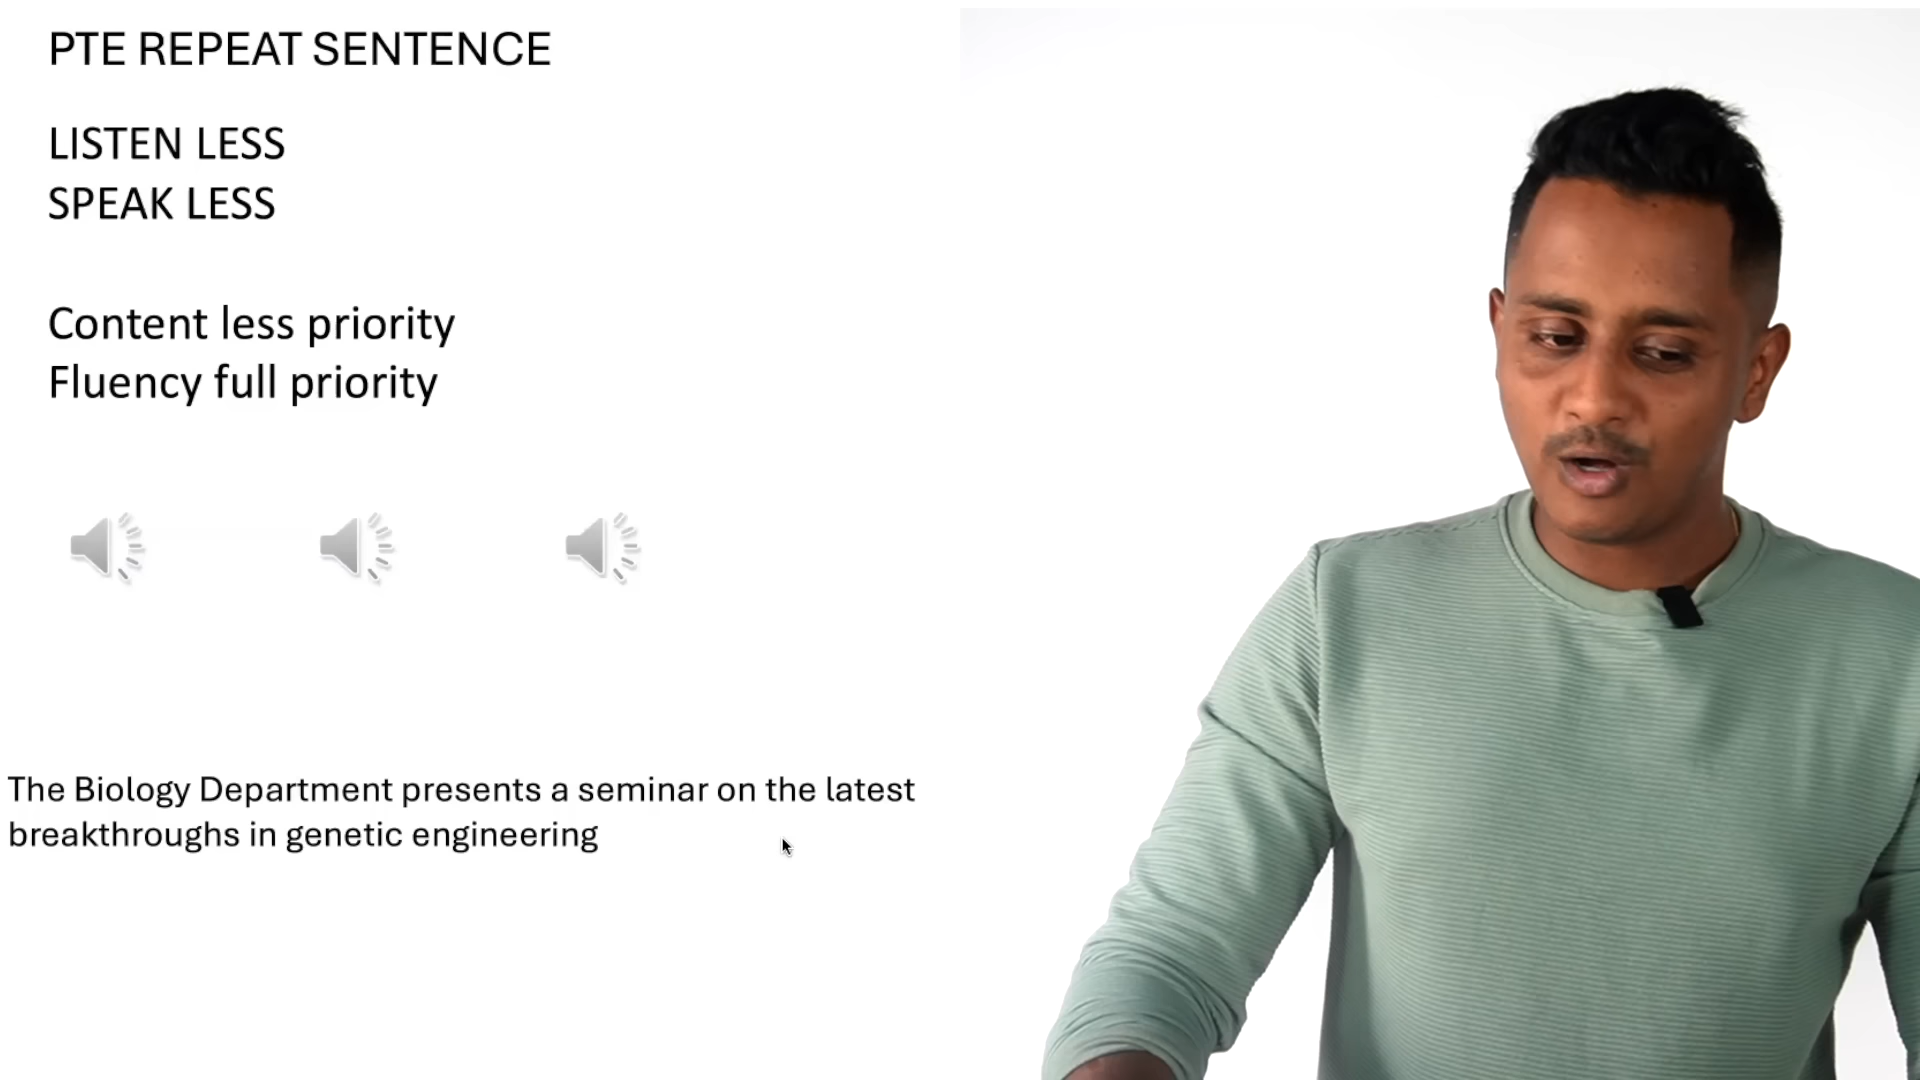 PTE REPEAT SENTENCE
LISTEN LESS
SPEAK LESS
Content less priority
Fluency full priority
The Biology Department presents a seminar on the latest
breakthroughs in genetic engineering